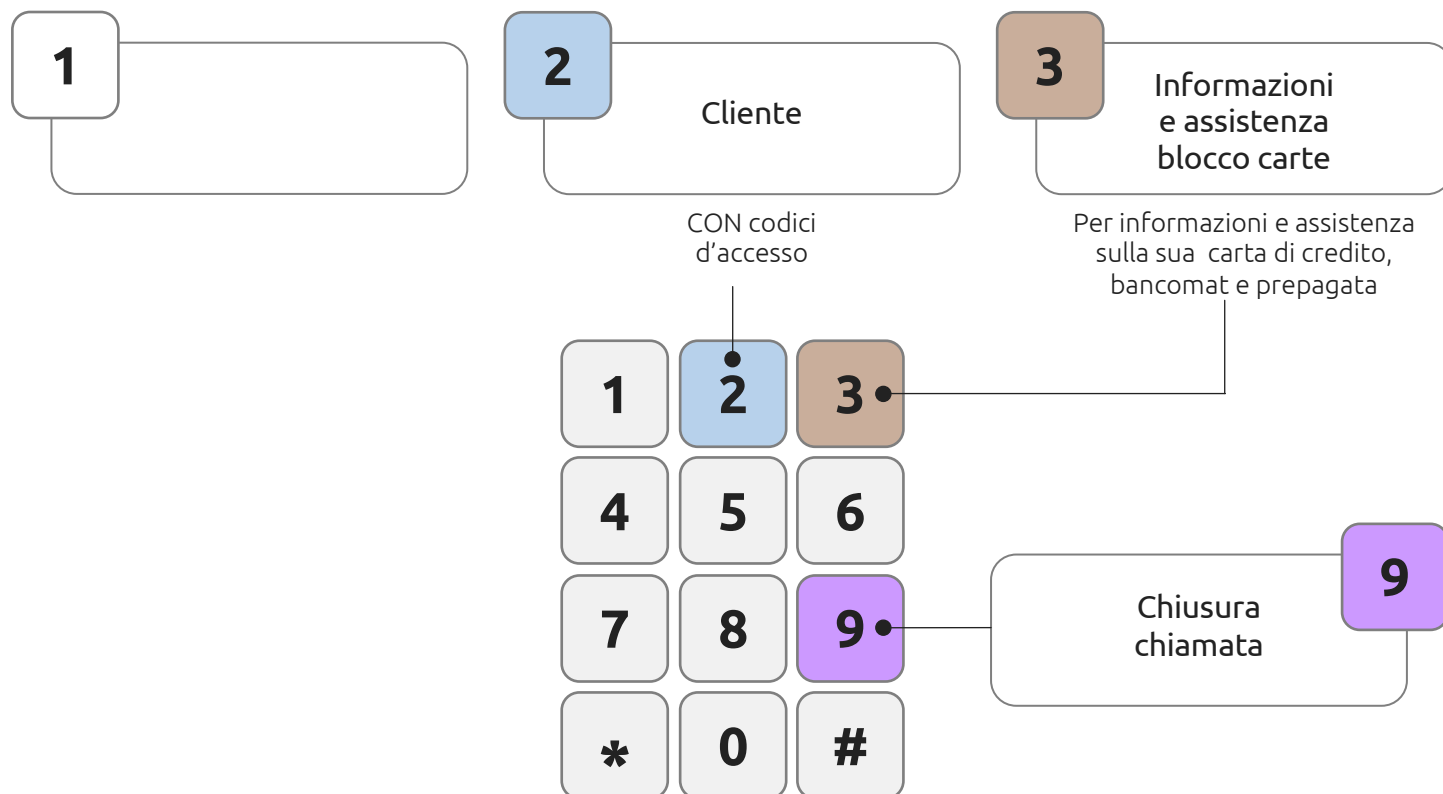 1
2
Cliente
CON codici
d'accesso
3
Informazioni
e assistenza
blocco carte
Per informazioni e assistenza
sulla sua carta di credito,
bancomat e prepagata
1 2 3
4 5 6
7 8 9
* 0 #
9
Chiusura
chiamata